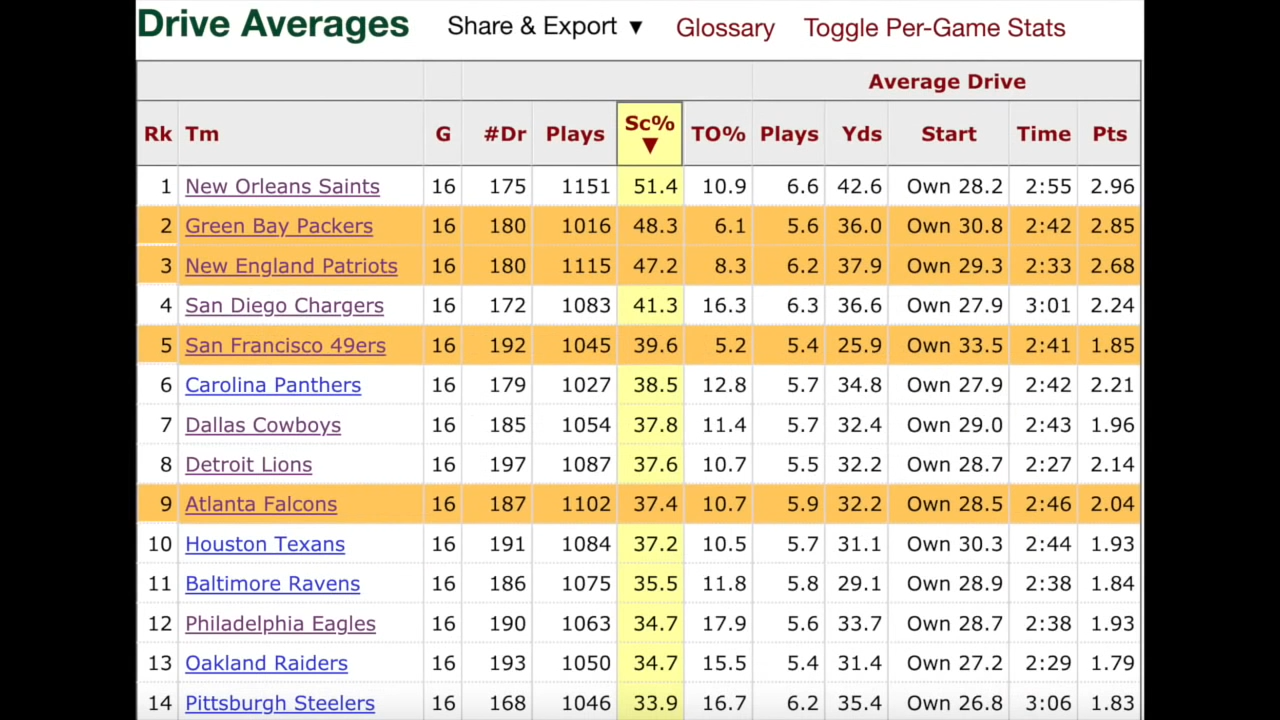 Drive Averages Share & Export ▼ Glossary Toggle Per-Game Stats
Average Drive
Rk Tm G #Dr Plays Sc% ▼ TO% Plays Yds Start Time Pts
1 New Orleans Saints 16 175 1151 51.4 10.9 6.6 42.6 Own 28.2 2:55 2.96
2 Green Bay Packers 16 180 1016 48.3 6.1 5.6 36.0 Own 30.8 2:42 2.85
3 New England Patriots 16 180 1115 47.2 8.3 6.2 37.9 Own 29.3 2:33 2.68
4 San Diego Chargers 16 172 1083 41.3 16.3 6.3 36.6 Own 27.9 3:01 2.24
5 San Francisco 49ers 16 192 1045 39.6 5.2 5.4 25.9 Own 33.5 2:41 1.85
6 Carolina Panthers 16 179 1027 38.5 12.8 5.7 34.8 Own 27.9 2:42 2.21
7 Dallas Cowboys 16 185 1054 37.8 11.4 5.7 32.4 Own 29.0 2:43 1.96
8 Detroit Lions 16 197 1087 37.6 10.7 5.5 32.2 Own 28.7 2:27 2.14
9 Atlanta Falcons 16 187 1102 37.4 10.7 5.9 32.2 Own 28.5 2:46 2.04
10 Houston Texans 16 191 1084 37.2 10.5 5.7 31.1 Own 30.3 2:44 1.93
11 Baltimore Ravens 16 186 1075 35.5 11.8 5.8 29.1 Own 28.9 2:38 1.84
12 Philadelphia Eagles 16 190 1063 34.7 17.9 5.6 33.7 Own 28.7 2:38 1.93
13 Oakland Raiders 16 193 1050 34.7 15.5 5.4 31.4 Own 27.2 2:29 1.79
14 Pittsburgh Steelers 16 168 1046 33.9 16.7 6.2 35.4 Own 26.8 3:06 1.83